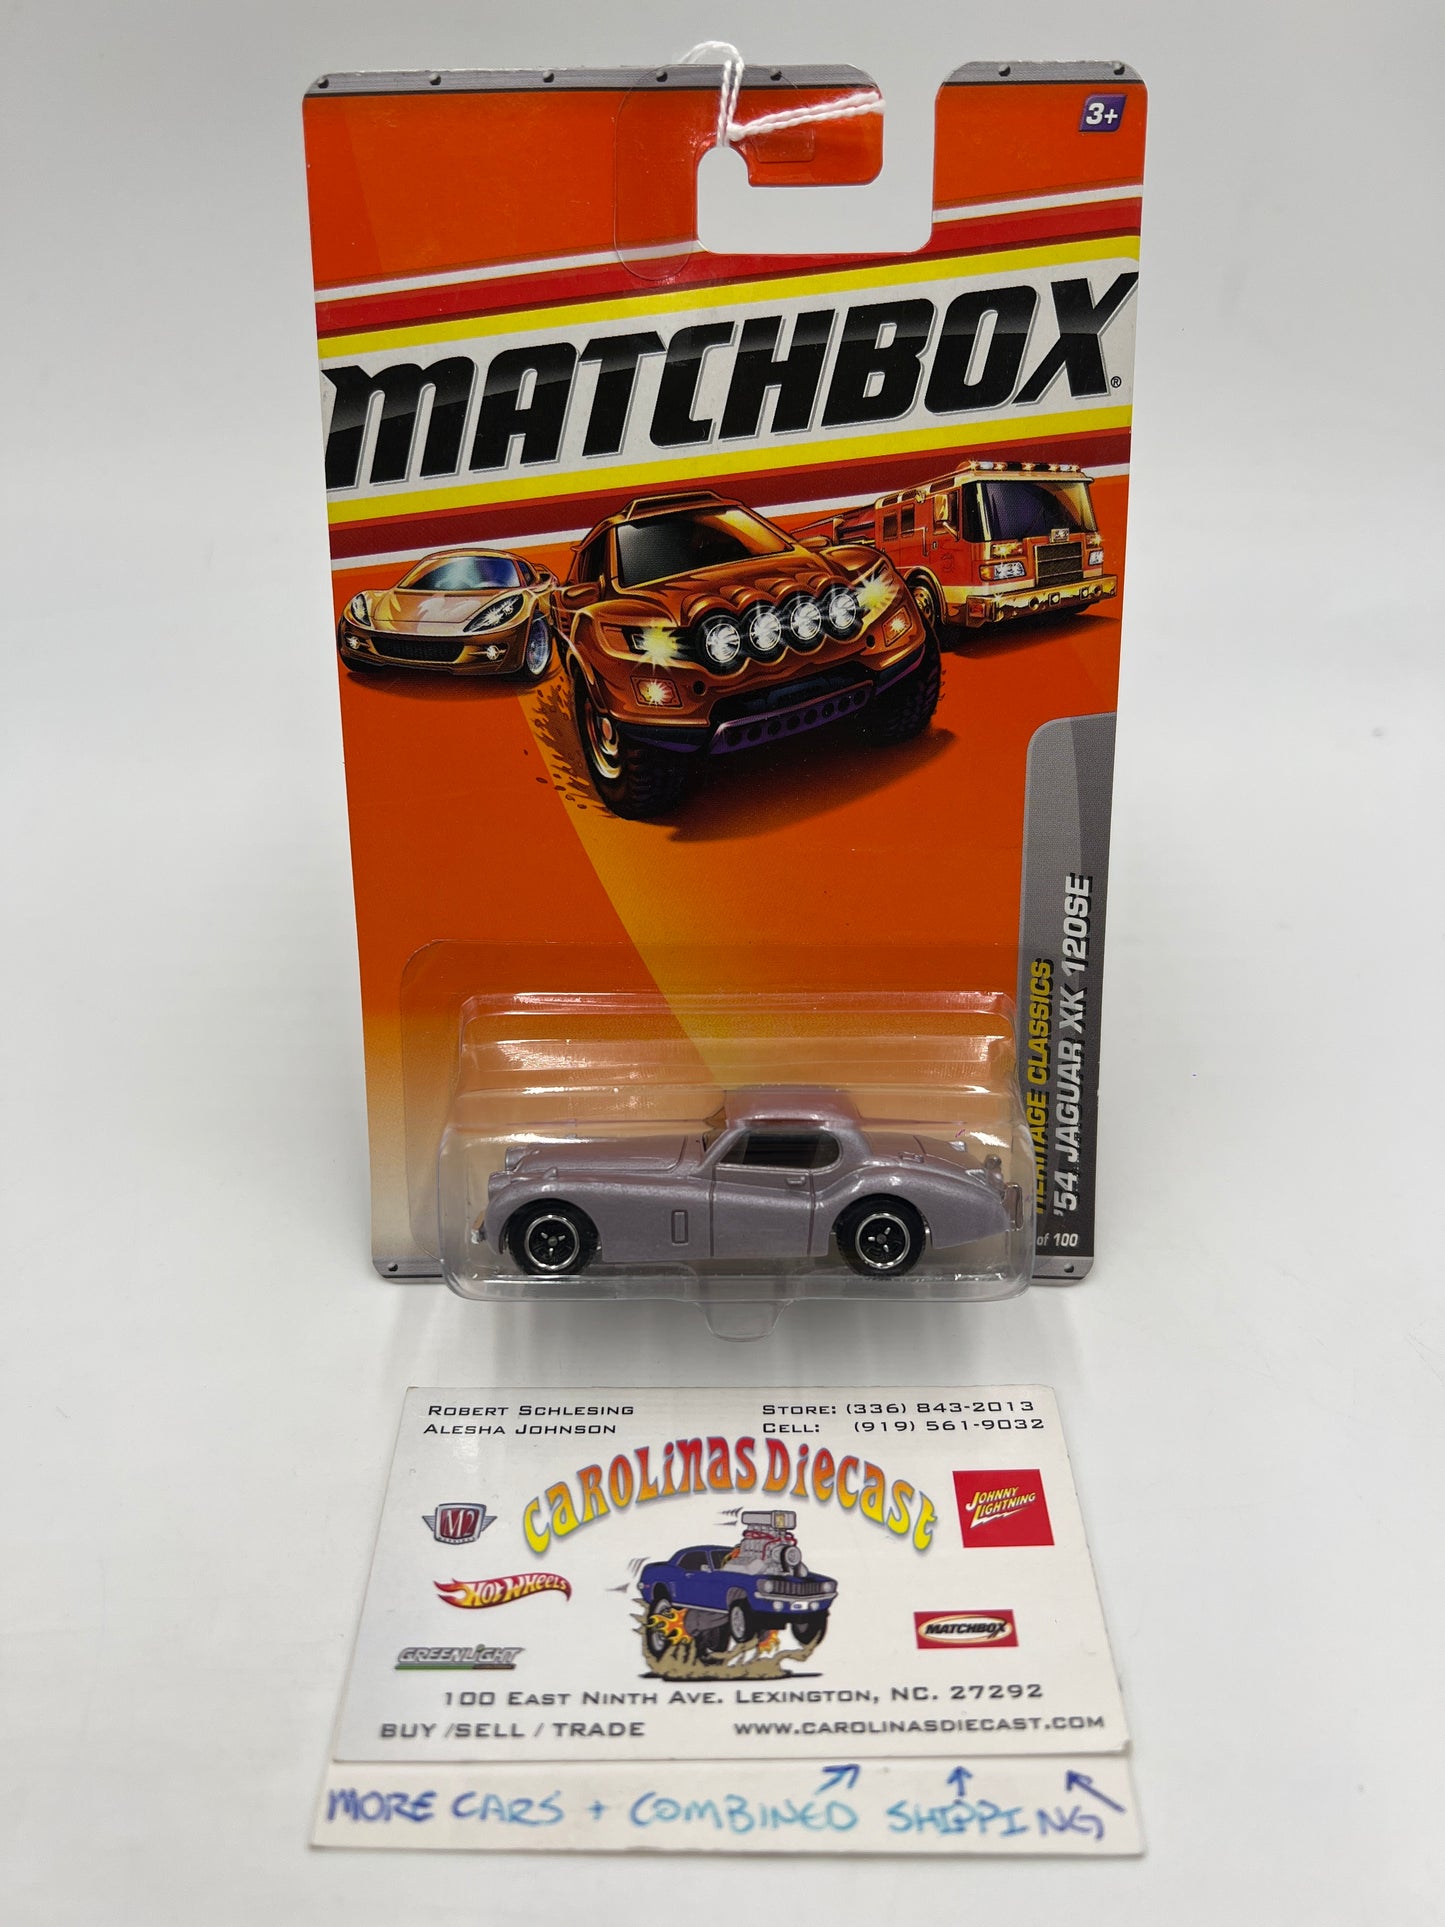 3+
MATCHBOX®
HERITAGE CLASSICS
'54 JAGUAR XK 120SE
of 100
ROBERT SCHLESING
ALESHA JOHNSON
STORE: (336) 843-2013
CELL: (919) 561-9032
CAROLINAS DIECAST
M2
JOHNNY LIGHTNING
HOT WHEELS
MATCHBOX
GREENLIGHT
100 EAST NINTH AVE. LEXINGTON, NC. 27292
BUY /SELL / TRADE
WWW.CAROLINASDIECAST.COM
MORE CARS + COMBINED SHIPPING